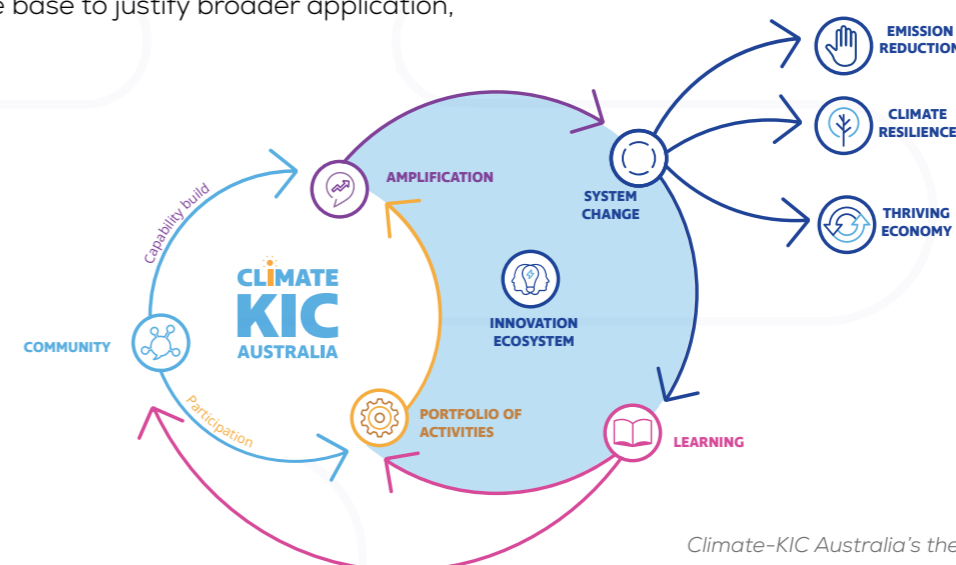 e base to justify broader application,
EMISSION
REDUCTION
CLIMATE
RESILIENCE
THRIVING
ECONOMY
AMPLIFICATION
SYSTEM
CHANGE
Capability build
CLIMATE
KIC
AUSTRALIA
INNOVATION
ECOSYSTEM
COMMUNITY
Participation
PORTFOLIO OF
ACTIVITIES
LEARNING
Climate-KIC Australia's the